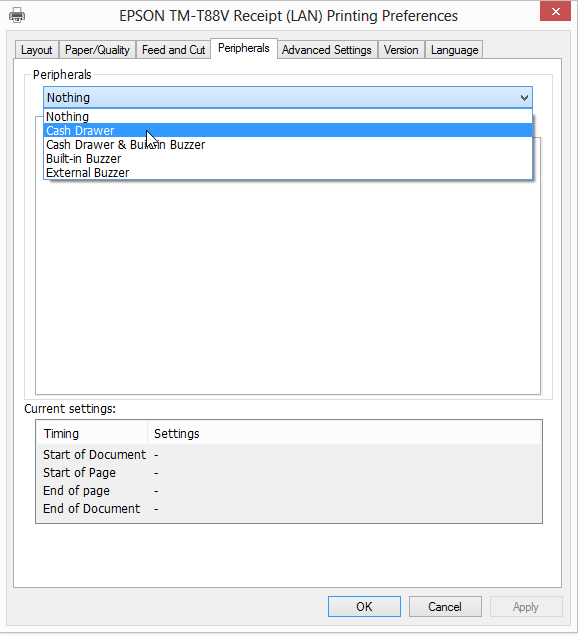 EPSON TM-T88V Receipt (LAN) Printing Preferences
Layout Paper/Quality Feed and Cut Peripherals Advanced Settings Version Language
Peripherals
Nothing
Nothing
Cash Drawer
Cash Drawer & Built-in Buzzer
Built-in Buzzer
External Buzzer
Current settings:
Timing Settings
Start of Document -
Start of Page -
End of page -
End of Document -
OK Cancel Apply